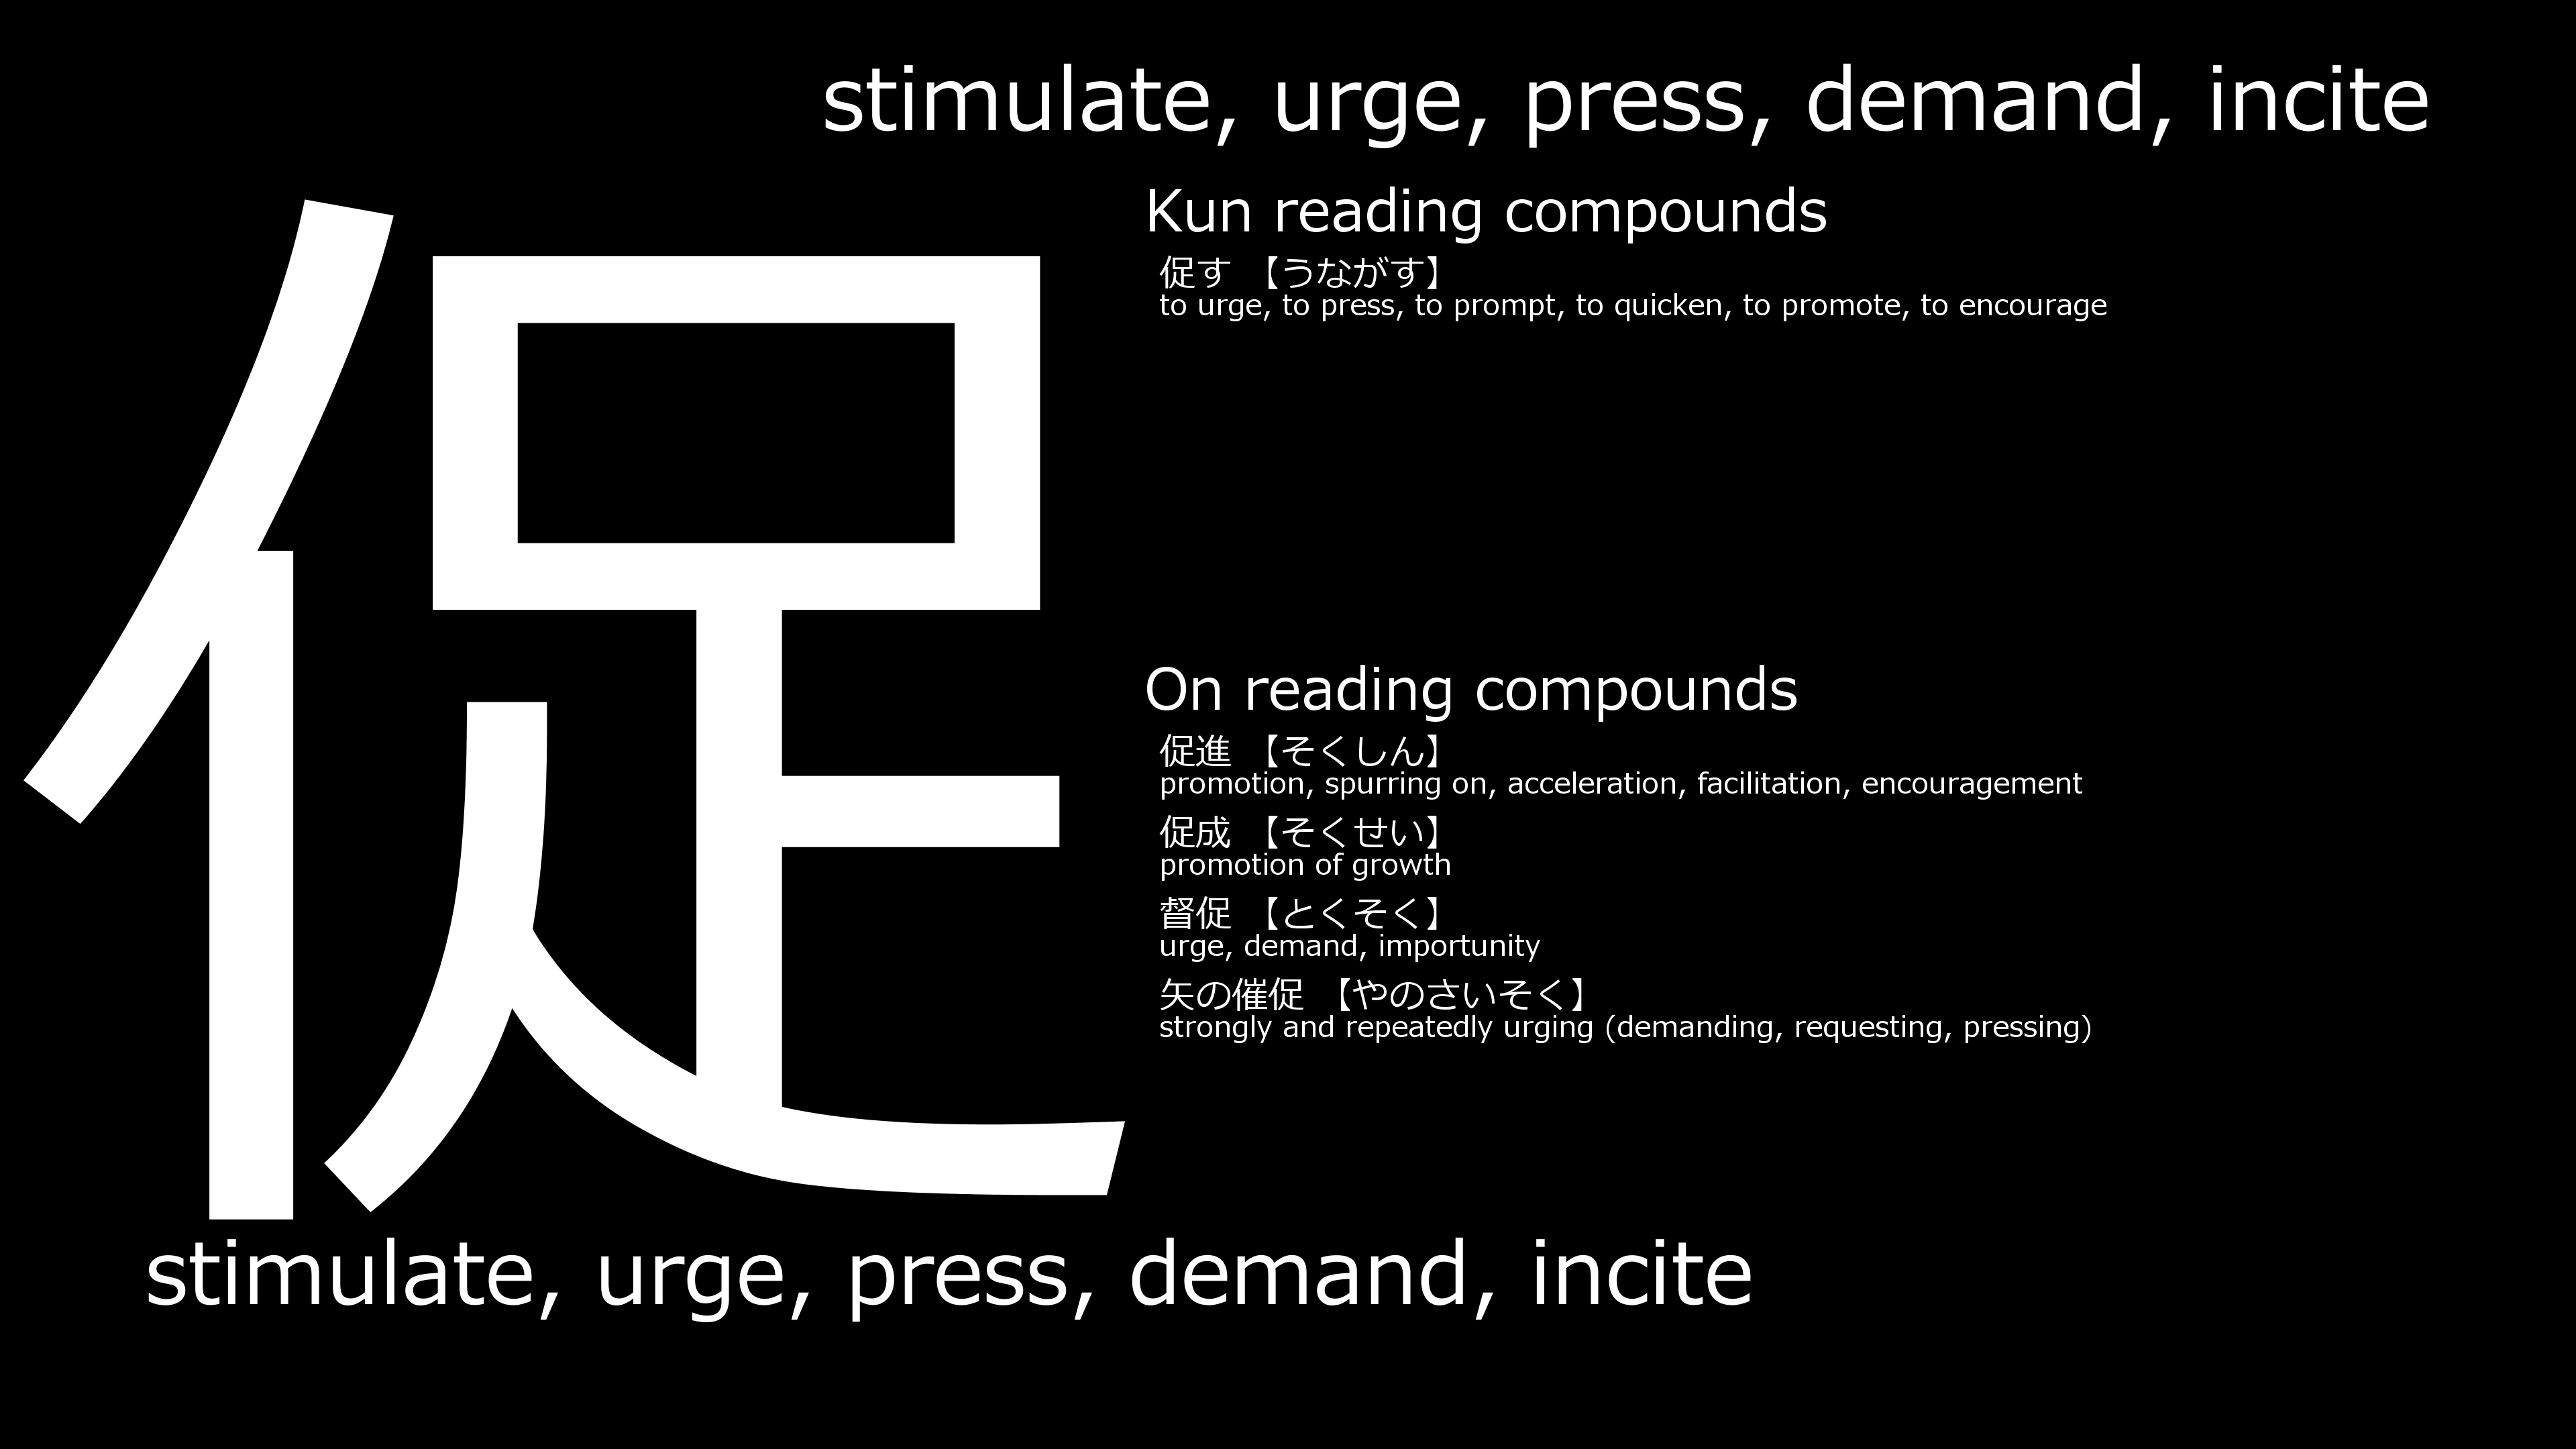 stimulate, urge, press, demand, incite
促
Kun reading compounds
促す 【うながす】
to urge, to press, to prompt, to quicken, to promote, to encourage
On reading compounds
促進 【そくしん】
promotion, spurring on, acceleration, facilitation, encouragement
促成 【そくせい】
promotion of growth
督促 【とくそく】
urge, demand, importunity
矢の催促 【やのさいそく】
strongly and repeatedly urging (demanding, requesting, pressing)
stimulate, urge, press, demand, incite